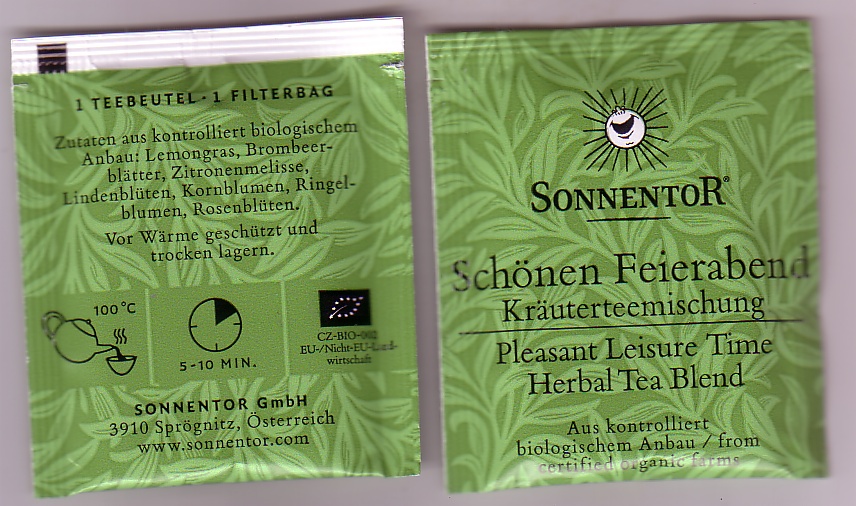 1 TEEBEUTEL · 1 FILTERBAG
Zutaten aus kontrolliert biologischem
Anbau: Lemongras, Brombeer-
blätter, Zitronenmelisse,
Lindenblüten, Kornblumen, Ringel-
blumen, Rosenblüten.
Vor Wärme geschützt und
trocken lagern.
100 °C
5-10 MIN.
CZ-BIO-002
EU-/Nicht-EU-Land-
wirtschaft
SONNENTOR GmbH
3910 Sprögnitz, Österreich
www.sonnentor.com
SONNENTOR®
Schönen Feierabend
Kräuterteemischung
Pleasant Leisure Time
Herbal Tea Blend
Aus kontrolliert
biologischem Anbau / from
certified organic farms